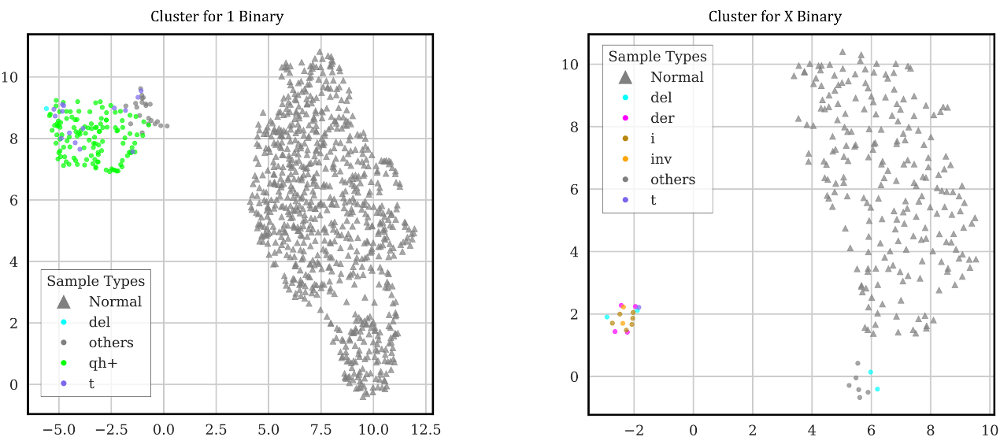 Cluster for 1 Binary
10
8
6
4
2
0
−5.0 −2.5 0.0 2.5 5.0 7.5 10.0 12.5
Sample Types
Normal
del
others
qh+
t
Cluster for X Binary
10
8
6
4
2
0
−2 0 2 4 6 8 10
Sample Types
Normal
del
der
i
inv
others
t